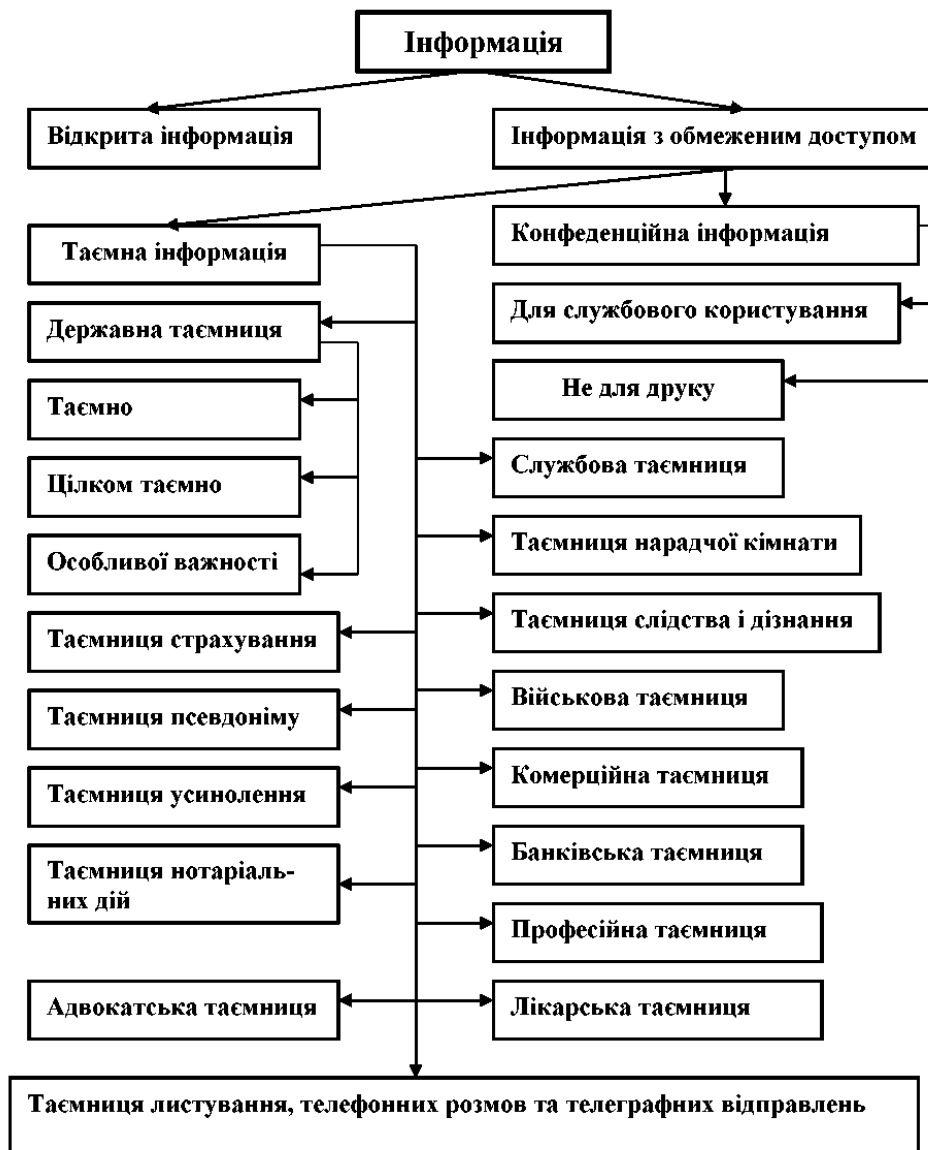 Інформація
Відкрита інформація
Інформація з обмеженим доступом
Таємна інформація
Конфеденційна інформація
Державна таємниця
Для службового користування
Таємно
Не для друку
Цілком таємно
Службова таємниця
Особливої важності
Таємниця нарадчої кімнати
Таємниця страхування
Таємниця слідства і дізнання
Таємниця псевдоніму
Військова таємниця
Таємниця усинолення
Комерційна таємниця
Таємниця нотаріаль-
них дій
Банківська таємниця
Професійна таємниця
Адвокатська таємниця
Лікарська таємниця
Таємниця листування, телефонних розмов та телеграфних відправлень